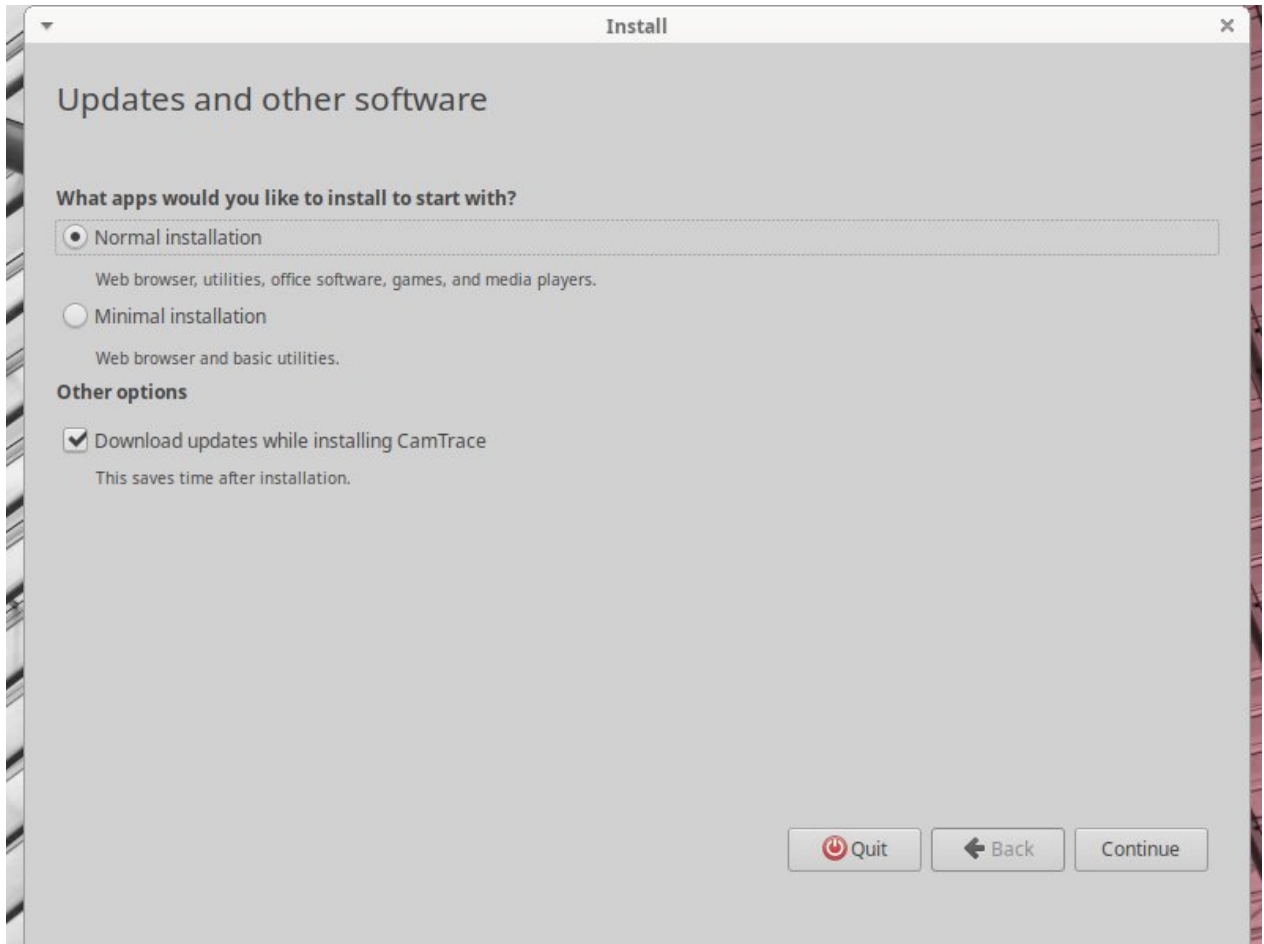 Install
Updates and other software
What apps would you like to install to start with?
Normal installation
Web browser, utilities, office software, games, and media players.
Minimal installation
Web browser and basic utilities.
Other options
Download updates while installing CamTrace
This saves time after installation.
Quit
Back
Continue